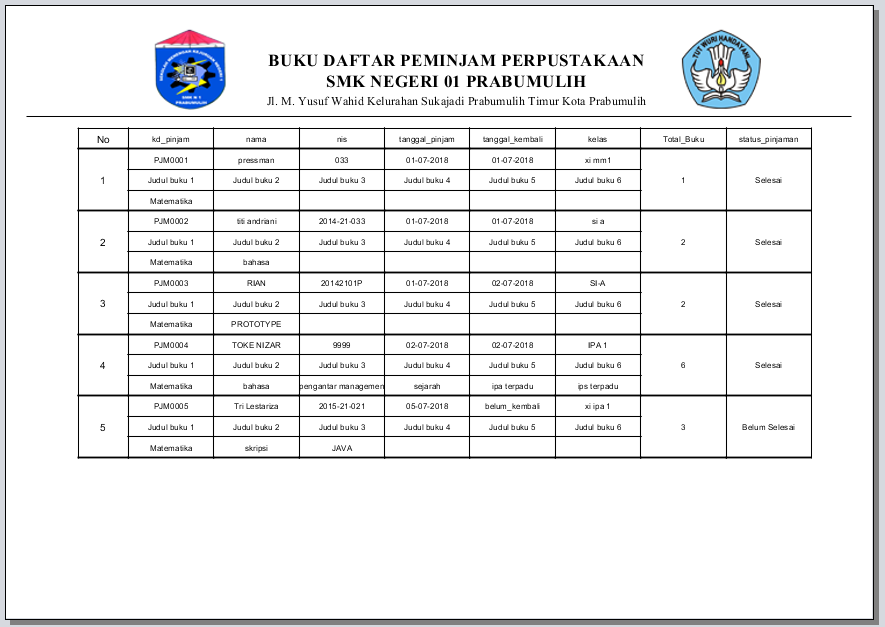 BUKU DAFTAR PEMINJAM PERPUSTAKAAN
SMK NEGERI 01 PRABUMULIH
Jl. M. Yusuf Wahid Kelurahan Sukajadi Prabumulih Timur Kota Prabumulih
SMK N 1
PRABUMULIH
TUT WURI HANDAYANI
No kd_pinjam nama nis tanggal_pinjam tanggal_kembali kelas Total_Buku status_pinjaman
PJM0001 pressman 033 01-07-2018 01-07-2018 xi mm1
1 Judul buku 1 Judul buku 2 Judul buku 3 Judul buku 4 Judul buku 5 Judul buku 6 1 Selesai
Matematika
PJM0002 titi andriani 2014-21-033 01-07-2018 01-07-2018 si a
2 Judul buku 1 Judul buku 2 Judul buku 3 Judul buku 4 Judul buku 5 Judul buku 6 2 Selesai
Matematika bahasa
PJM0003 RIAN 20142101P 01-07-2018 02-07-2018 SI-A
3 Judul buku 1 Judul buku 2 Judul buku 3 Judul buku 4 Judul buku 5 Judul buku 6 2 Selesai
Matematika PROTOTYPE
PJM0004 TOKE NIZAR 9999 02-07-2018 02-07-2018 IPA 1
4 Judul buku 1 Judul buku 2 Judul buku 3 Judul buku 4 Judul buku 5 Judul buku 6 6 Selesai
Matematika bahasa pengantar managemen sejarah ipa terpadu ips terpadu
PJM0005 Tri Lestariza 2015-21-021 05-07-2018 belum_kembali xi ipa 1
5 Judul buku 1 Judul buku 2 Judul buku 3 Judul buku 4 Judul buku 5 Judul buku 6 3 Belum Selesai
Matematika skripsi JAVA